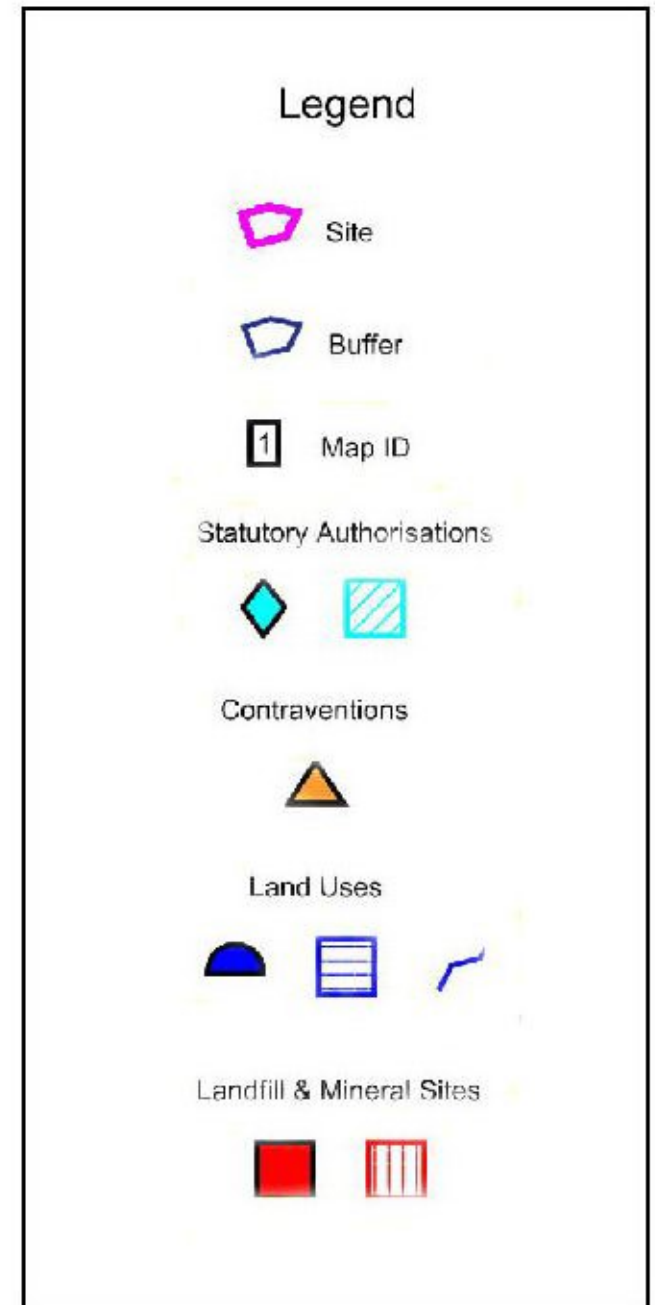 Legend
Site
Buffer
1 Map ID
Statutory Authorisations
Contraventions
Land Uses
Landfill & Mineral Sites